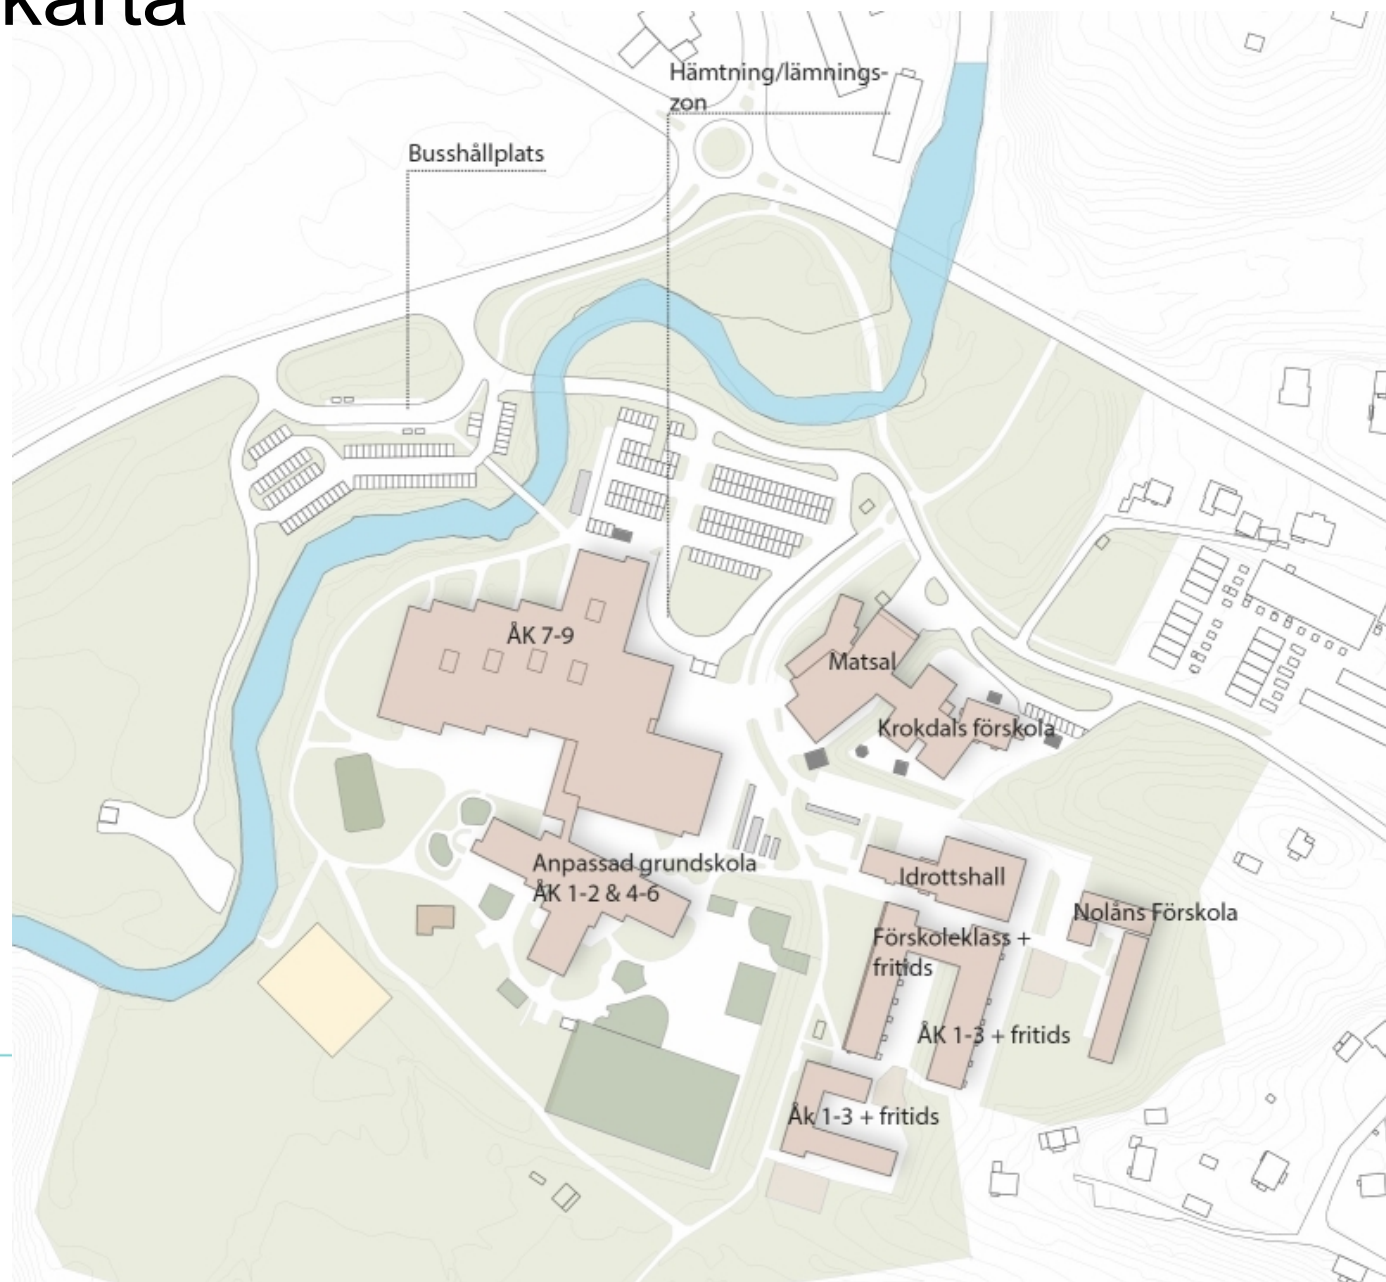 karta
Hämtning/lämnings-
zon
Busshållplats
ÅK 7-9
Matsal
Krokdals förskola
Anpassad grundskola
ÅK 1-2 & 4-6
Idrottshall
Nolåns Förskola
Förskoleklass +
fritids
ÅK 1-3 + fritids
Åk 1-3 + fritids